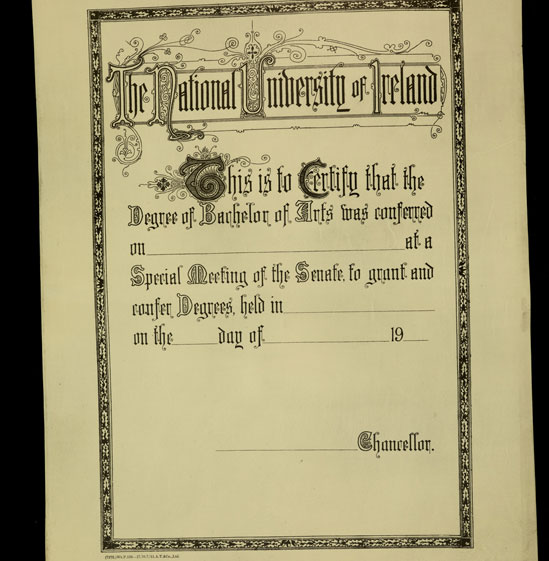 The National University of Ireland
This is to Certify that the
Degree of Bachelor of Arts was conferred
on at a
Special Meeting of the Senate, to grant and
confer Degrees, held in
on the day of 19
Chancellor.